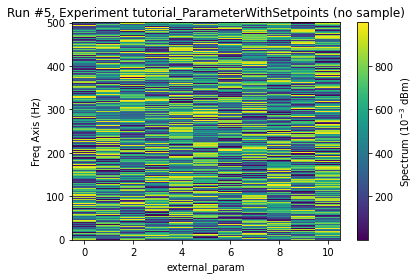 Run #5, Experiment tutorial_ParameterWithSetpoints (no sample)
500
400
300
200
100
0
Freq Axis (Hz)
0 2 4 6 8 10
external_param
800
600
400
200
Spectrum (10⁻³ dBm)